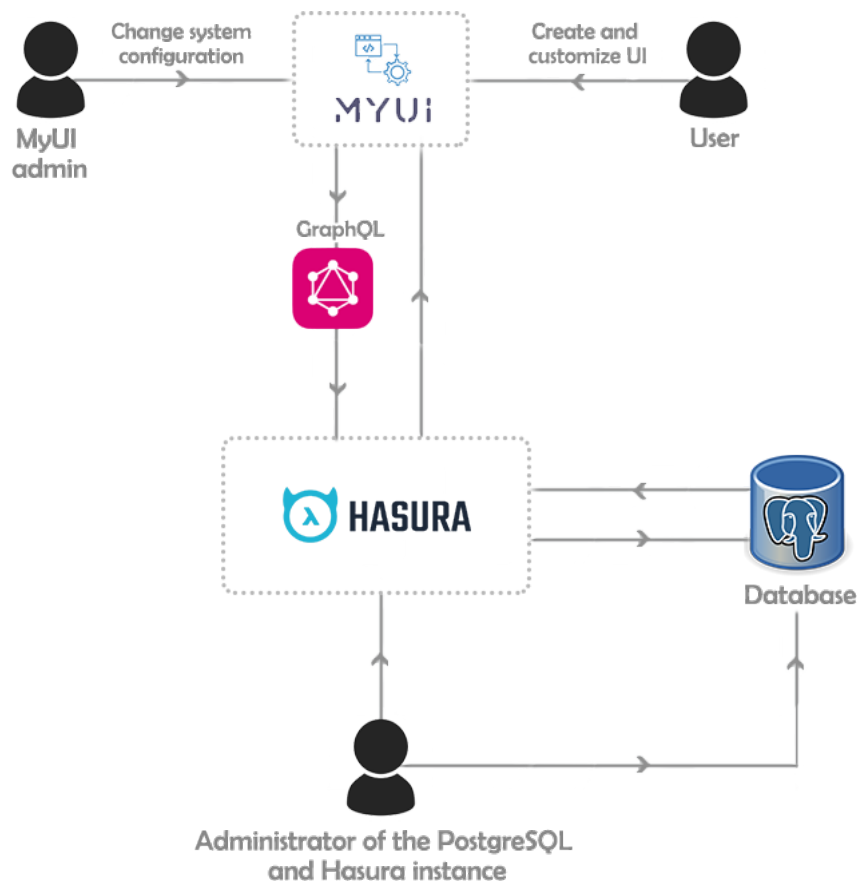 Change system
configuration
Create and
customize UI
MYUI
MyUI
admin
User
GraphQL
HASURA
Database
Administrator of the PostgreSQL
and Hasura instance